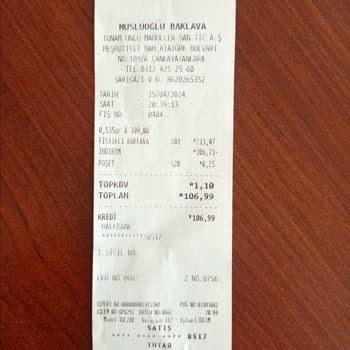 MUSLUOĞLU BAKLAVA
TUNAM UNLU MAMULLER SAN.TİC.A.Ş
MEŞRUTİYET MAH.ATATÜRK BULVARI
NO:109/A ÇANKAYA/ANKARA
TEL:0312 425 25 60
SARIGAZİ V.D. 8620265352
TARİH : 25/04/2024
SAAT : 20:59:13
FİŞ NO : 0404
0,535gr X 399,00
FISTIKLI BAKLAVA *213,47
İNDİRİM *106,73-
POŞET %20 *0,25
TOPKDV *1,10
TOPLAM *106,99
KREDİ *106,99
HALKBANK
8517
EKÜ NO:0002 Z NO:0756
SATIŞ
8517
TUTAR